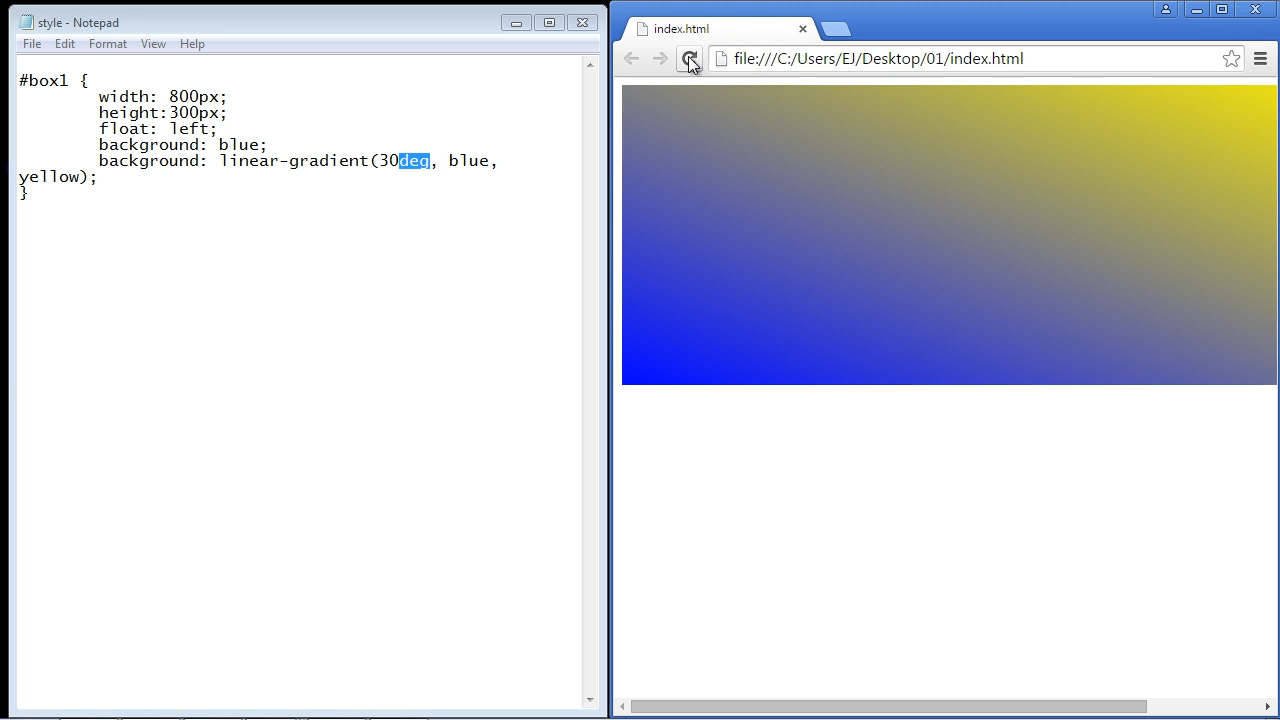 style - Notepad
File Edit Format View Help
#box1 {
width: 800px;
height:300px;
float: left;
background: blue;
background: linear-gradient(30deg, blue,
yellow);
}
index.html
file:///C:/Users/EJ/Desktop/01/index.html